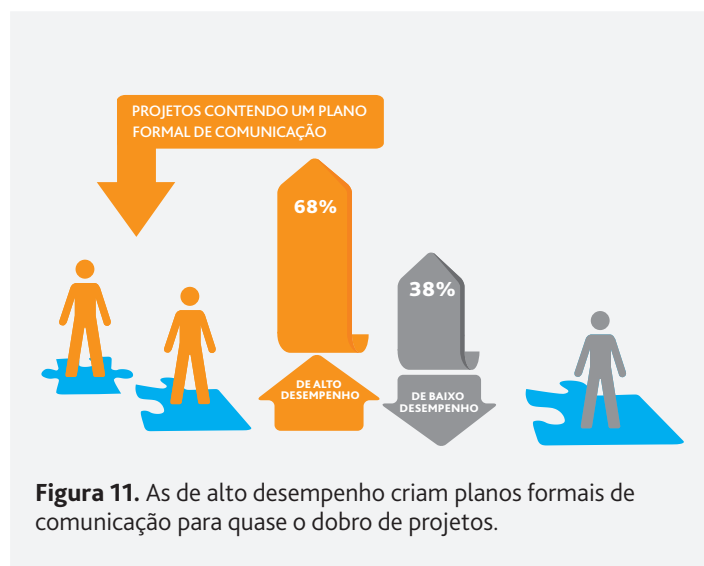 PROJETOS CONTENDO UM PLANO
FORMAL DE COMUNICAÇÃO
68%
38%
DE ALTO
DESEMPENHO
DE BAIXO
DESEMPENHO
Figura 11. As de alto desempenho criam planos formais de
comunicação para quase o dobro de projetos.